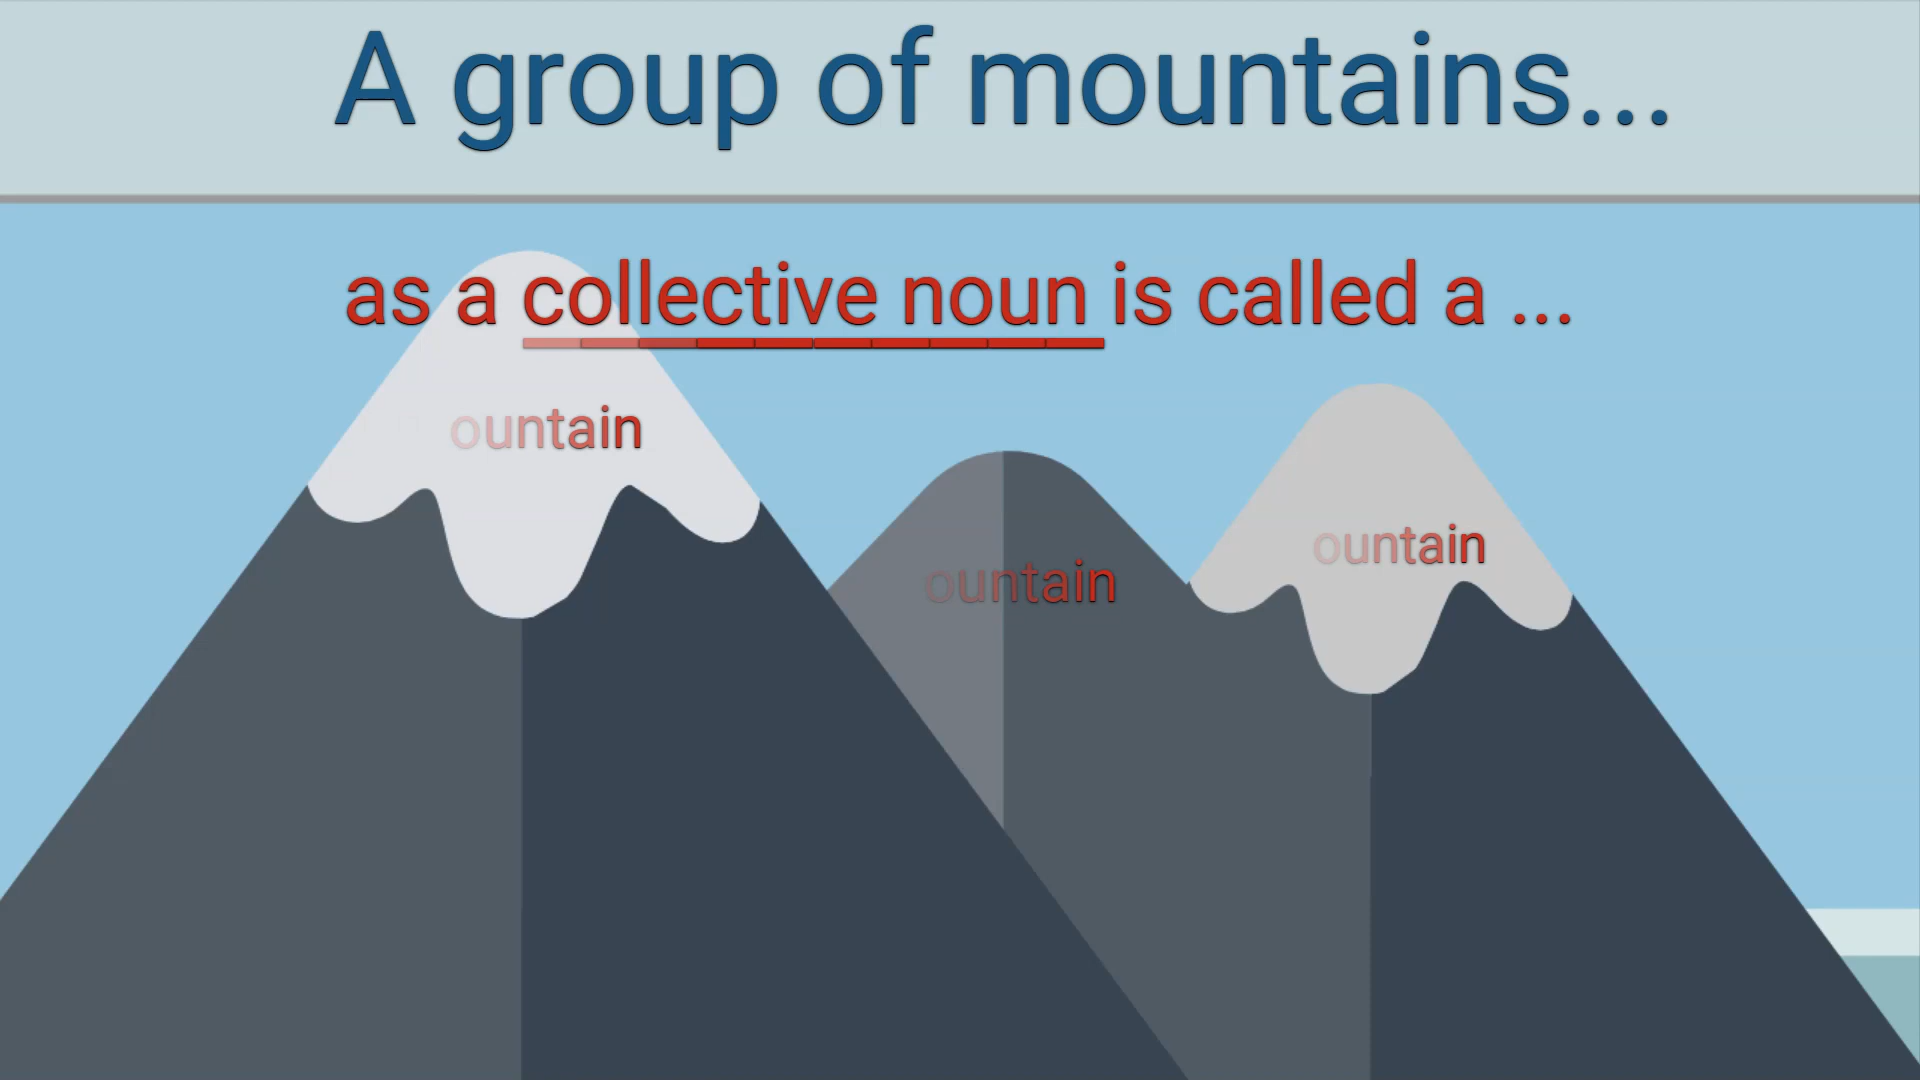 A group of mountains...
as a collective noun is called a ...
ountain
ountain
ountain